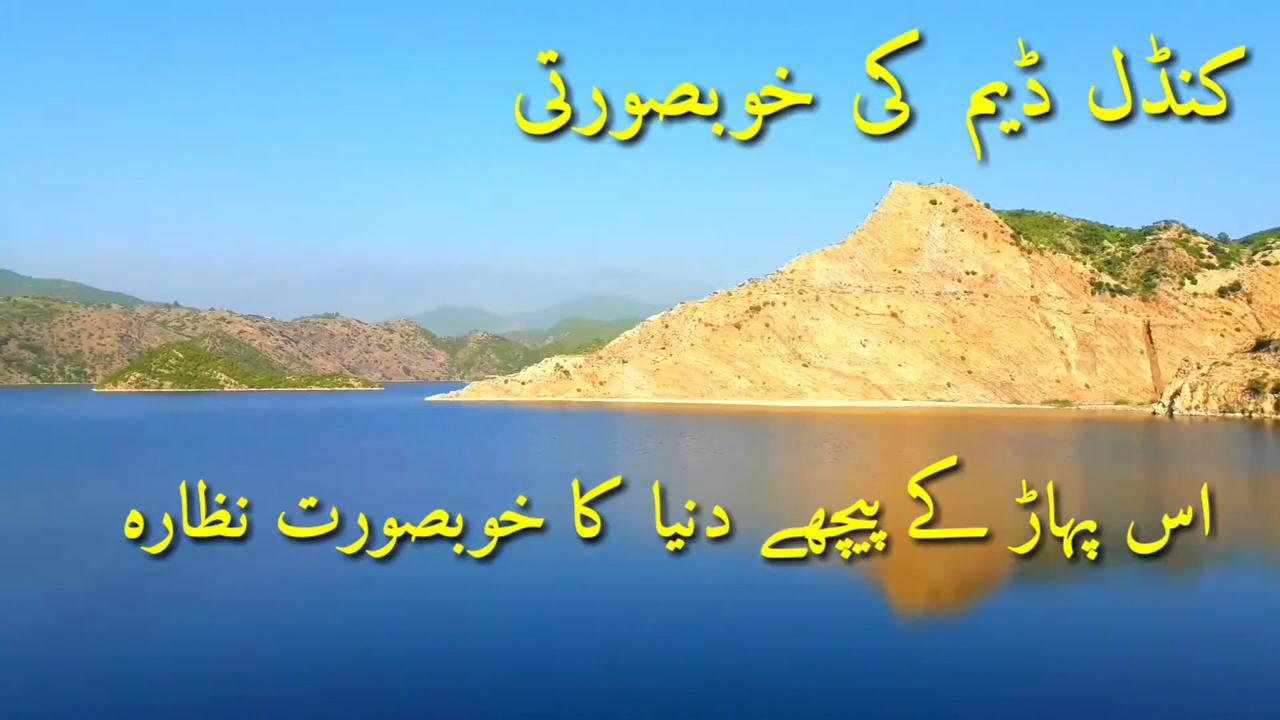 کنڈل ڈیم کی خوبصورتی
اس پہاڑ کے پیچھے دنیا کا خوبصورت نظارہ